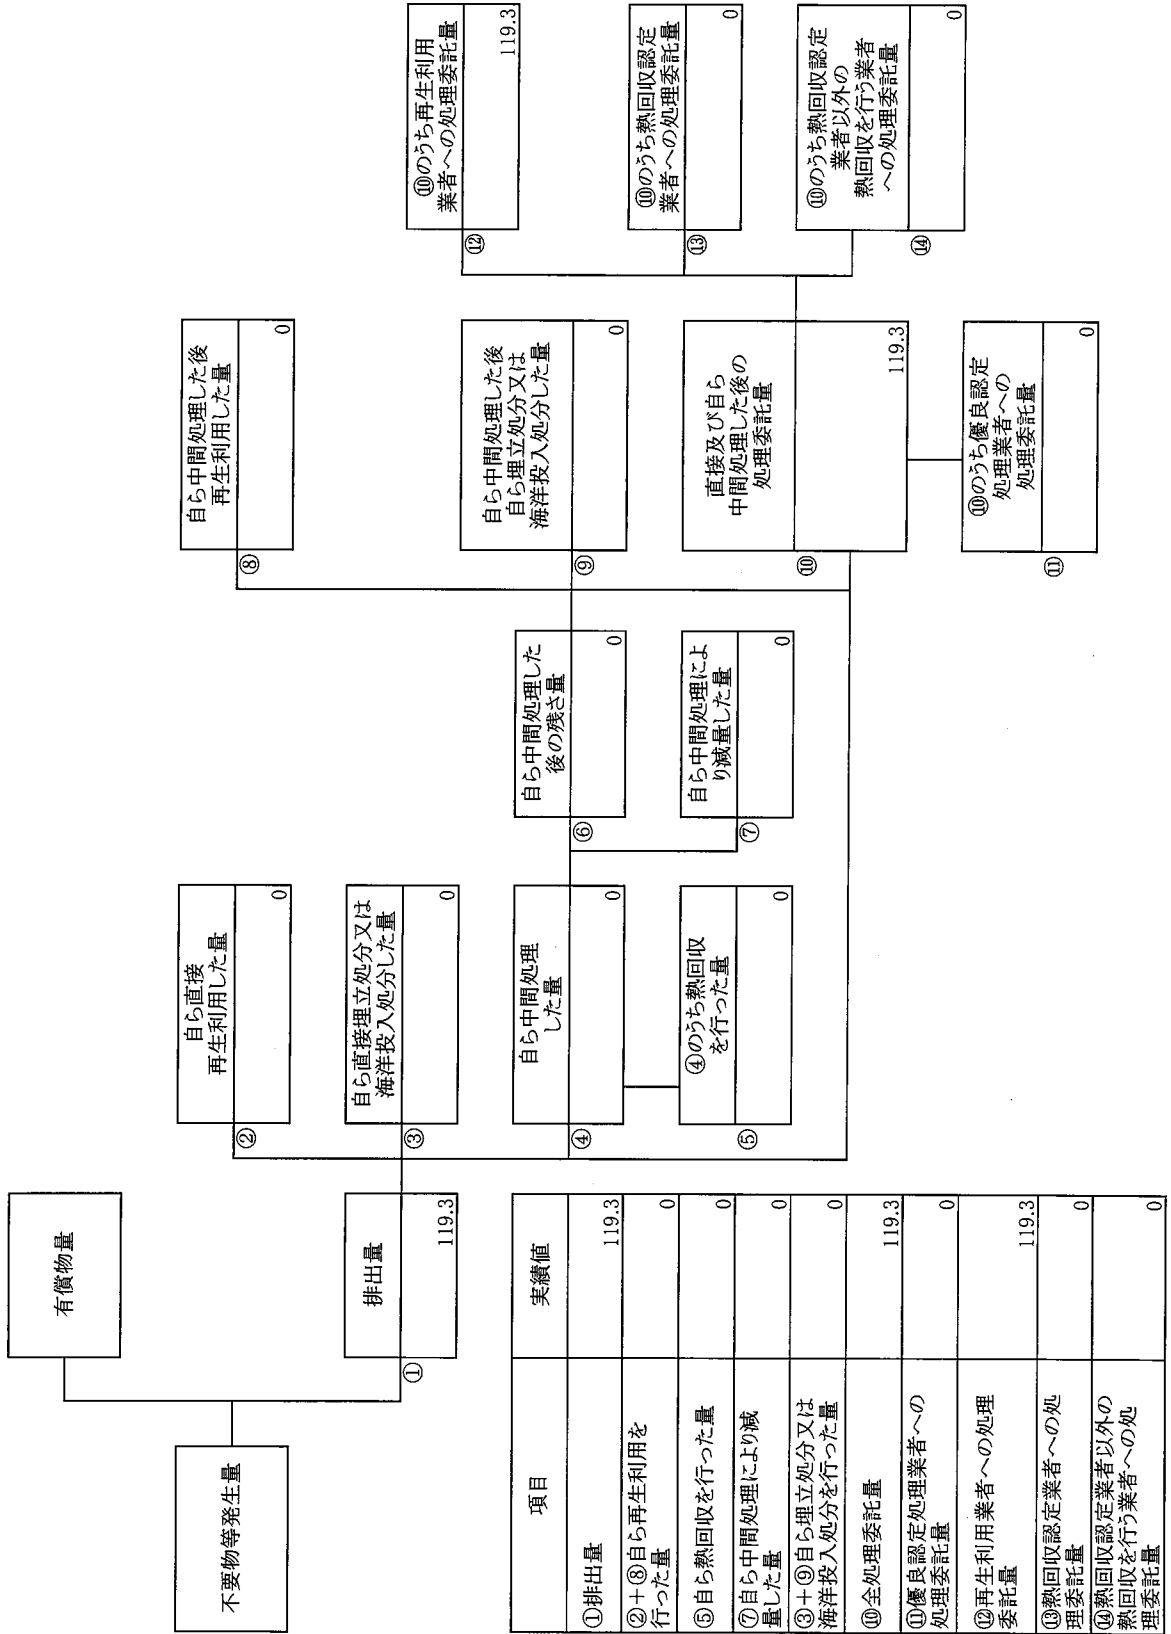 不要物等発生量
有償物量
排出量
①
119.3
自ら直接
再生利用した量
②
0
自ら直接埋立処分又は
海洋投入処分した量
③
0
自ら中間処理
した量
④
0
④のうち熱回収
を行った量
⑤
0
自ら中間処理した
後の残さ量
⑥
0
自ら中間処理によ
り減量した量
⑦
0
自ら中間処理した後
再生利用した量
⑧
0
自ら中間処理した後
自ら埋立処分又は
海洋投入処分した量
⑨
0
直接及び自ら
中間処理した後の
処理委託量
⑩
119.3
⑩のうち優良認定
処理業者への
処理委託量
⑪
0
⑩のうち再生利用
業者への処理委託量
⑫
119.3
⑩のうち熱回収認定
業者への処理委託量
⑬
0
⑩のうち熱回収認定
業者以外の
熱回収を行う業者
への処理委託量
⑭
0
項目 実績値
①排出量 119.3
②+⑧自ら再生利用を
行った量 0
⑤自ら熱回収を行った量 0
⑦自ら中間処理により減
量した量 0
③+⑨自ら埋立処分又は
海洋投入処分を行った量 0
⑩全処理委託量 119.3
⑪優良認定処理業者への
処理委託量 0
⑫再生利用業者への処理
委託量 119.3
⑬熱回収認定業者への処
理委託量 0
⑭熱回収認定業者以外の
熱回収を行う業者への処
理委託量 0